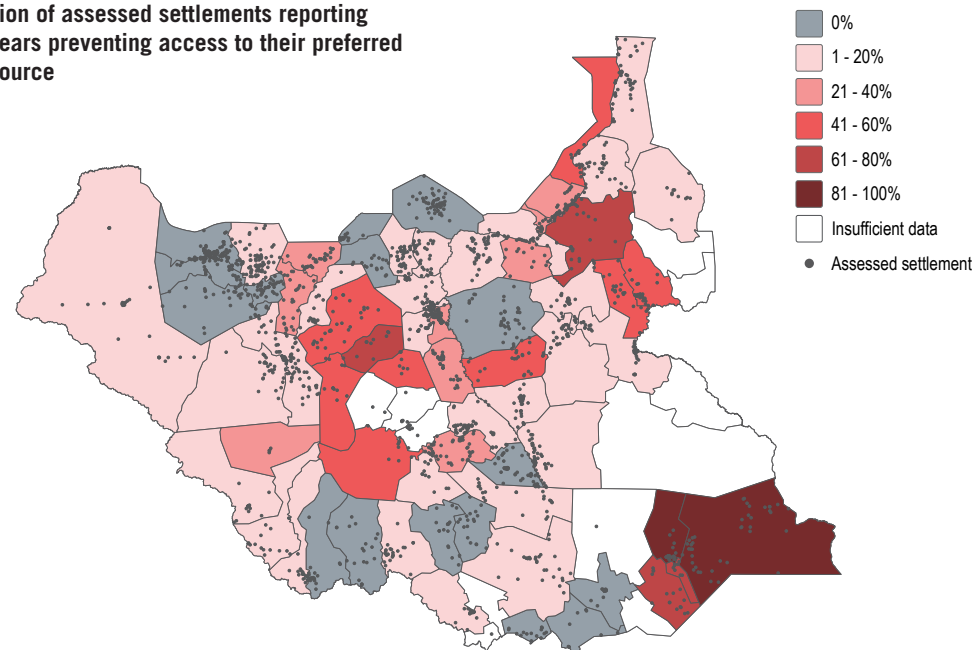 ion of assessed settlements reporting
ears preventing access to their preferred
ource
0%
1 - 20%
21 - 40%
41 - 60%
61 - 80%
81 - 100%
Insufficient data
Assessed settlement